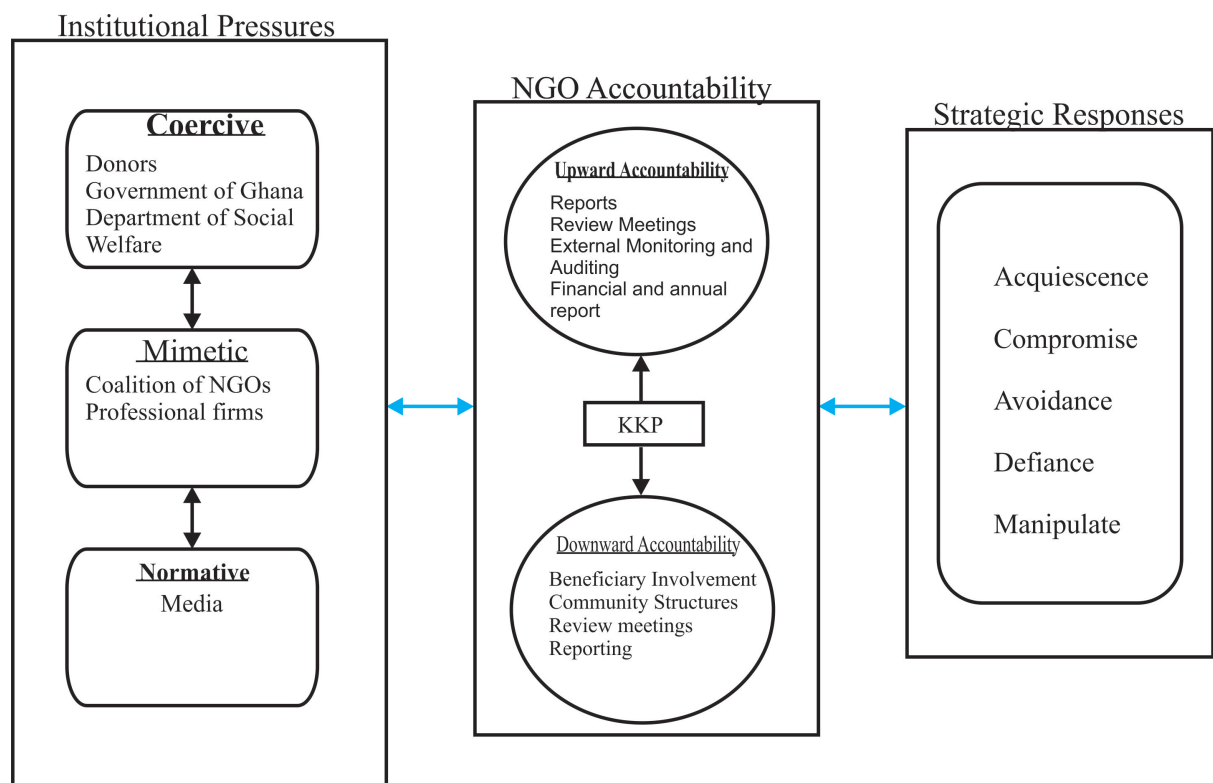 Institutional Pressures
Coercive
Donors
Government of Ghana
Department of Social
Welfare
Mimetic
Coalition of NGOs
Professional firms
Normative
Media
NGO Accountability
Upward Accountability
Reports
Review Meetings
External Monitoring and
Auditing
Financial and annual
report
KKP
Downward Accountability
Beneficiary Involvement
Community Structures
Review meetings
Reporting
Strategic Responses
Acquiescence
Compromise
Avoidance
Defiance
Manipulate